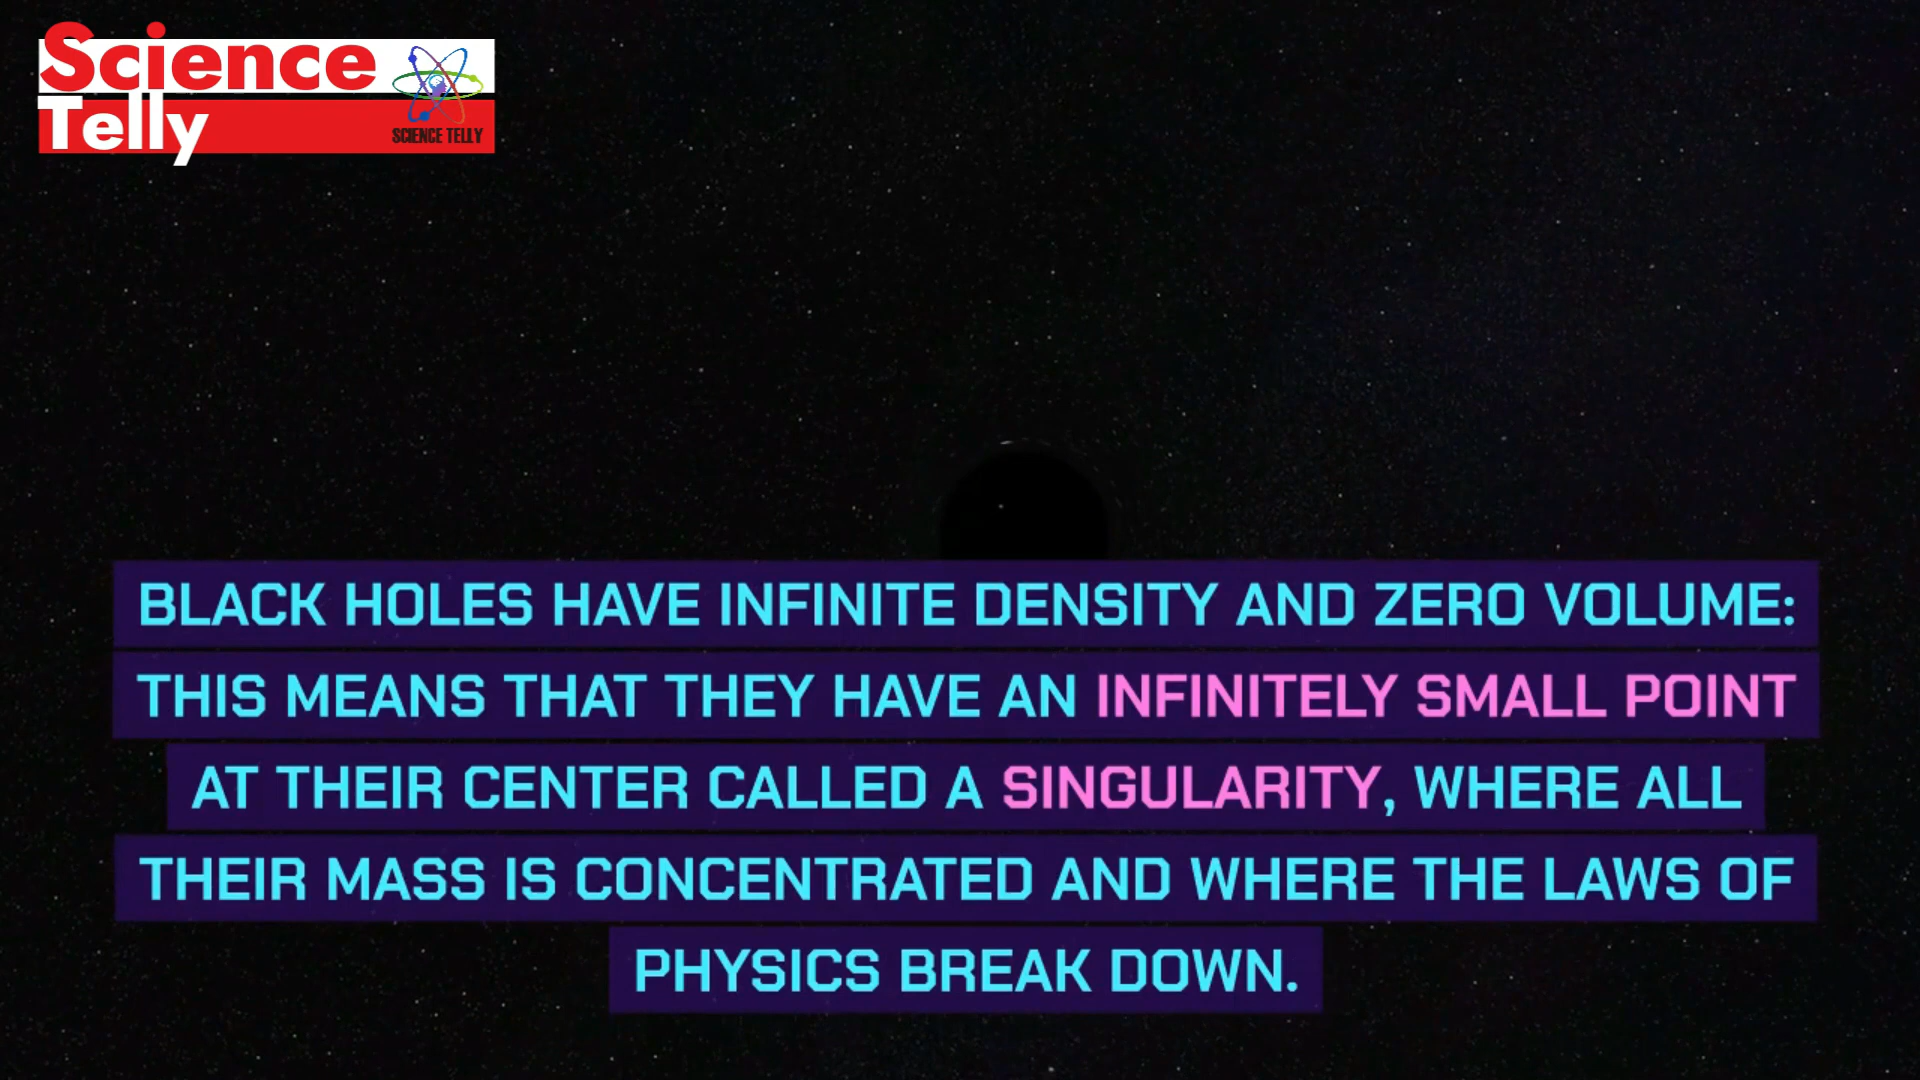 Science
Telly
SCIENCE TELLY
BLACK HOLES HAVE INFINITE DENSITY AND ZERO VOLUME:
THIS MEANS THAT THEY HAVE AN INFINITELY SMALL POINT
AT THEIR CENTER CALLED A SINGULARITY, WHERE ALL
THEIR MASS IS CONCENTRATED AND WHERE THE LAWS OF
PHYSICS BREAK DOWN.